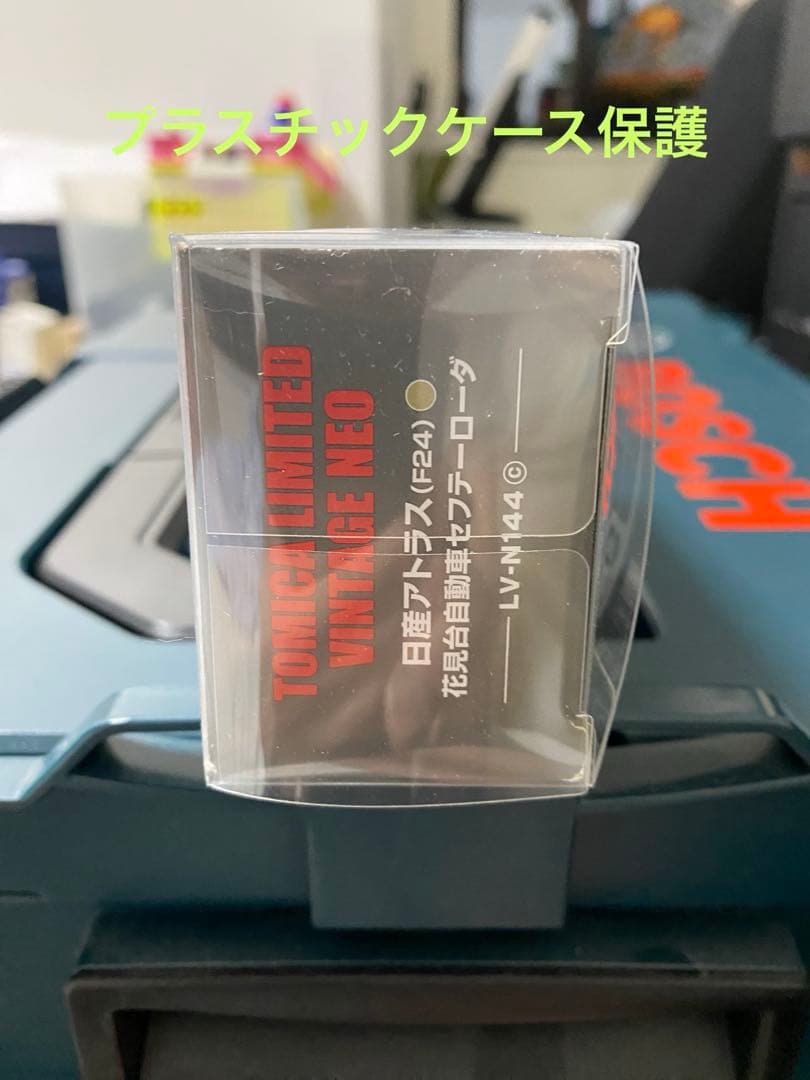 プラスチックケース保護
TOMICA LIMITED
VINTAGE NEO
日産アトラス(F24)
花見台自動車セフテーローダ
LV-N144 ⓒ
BOSCH